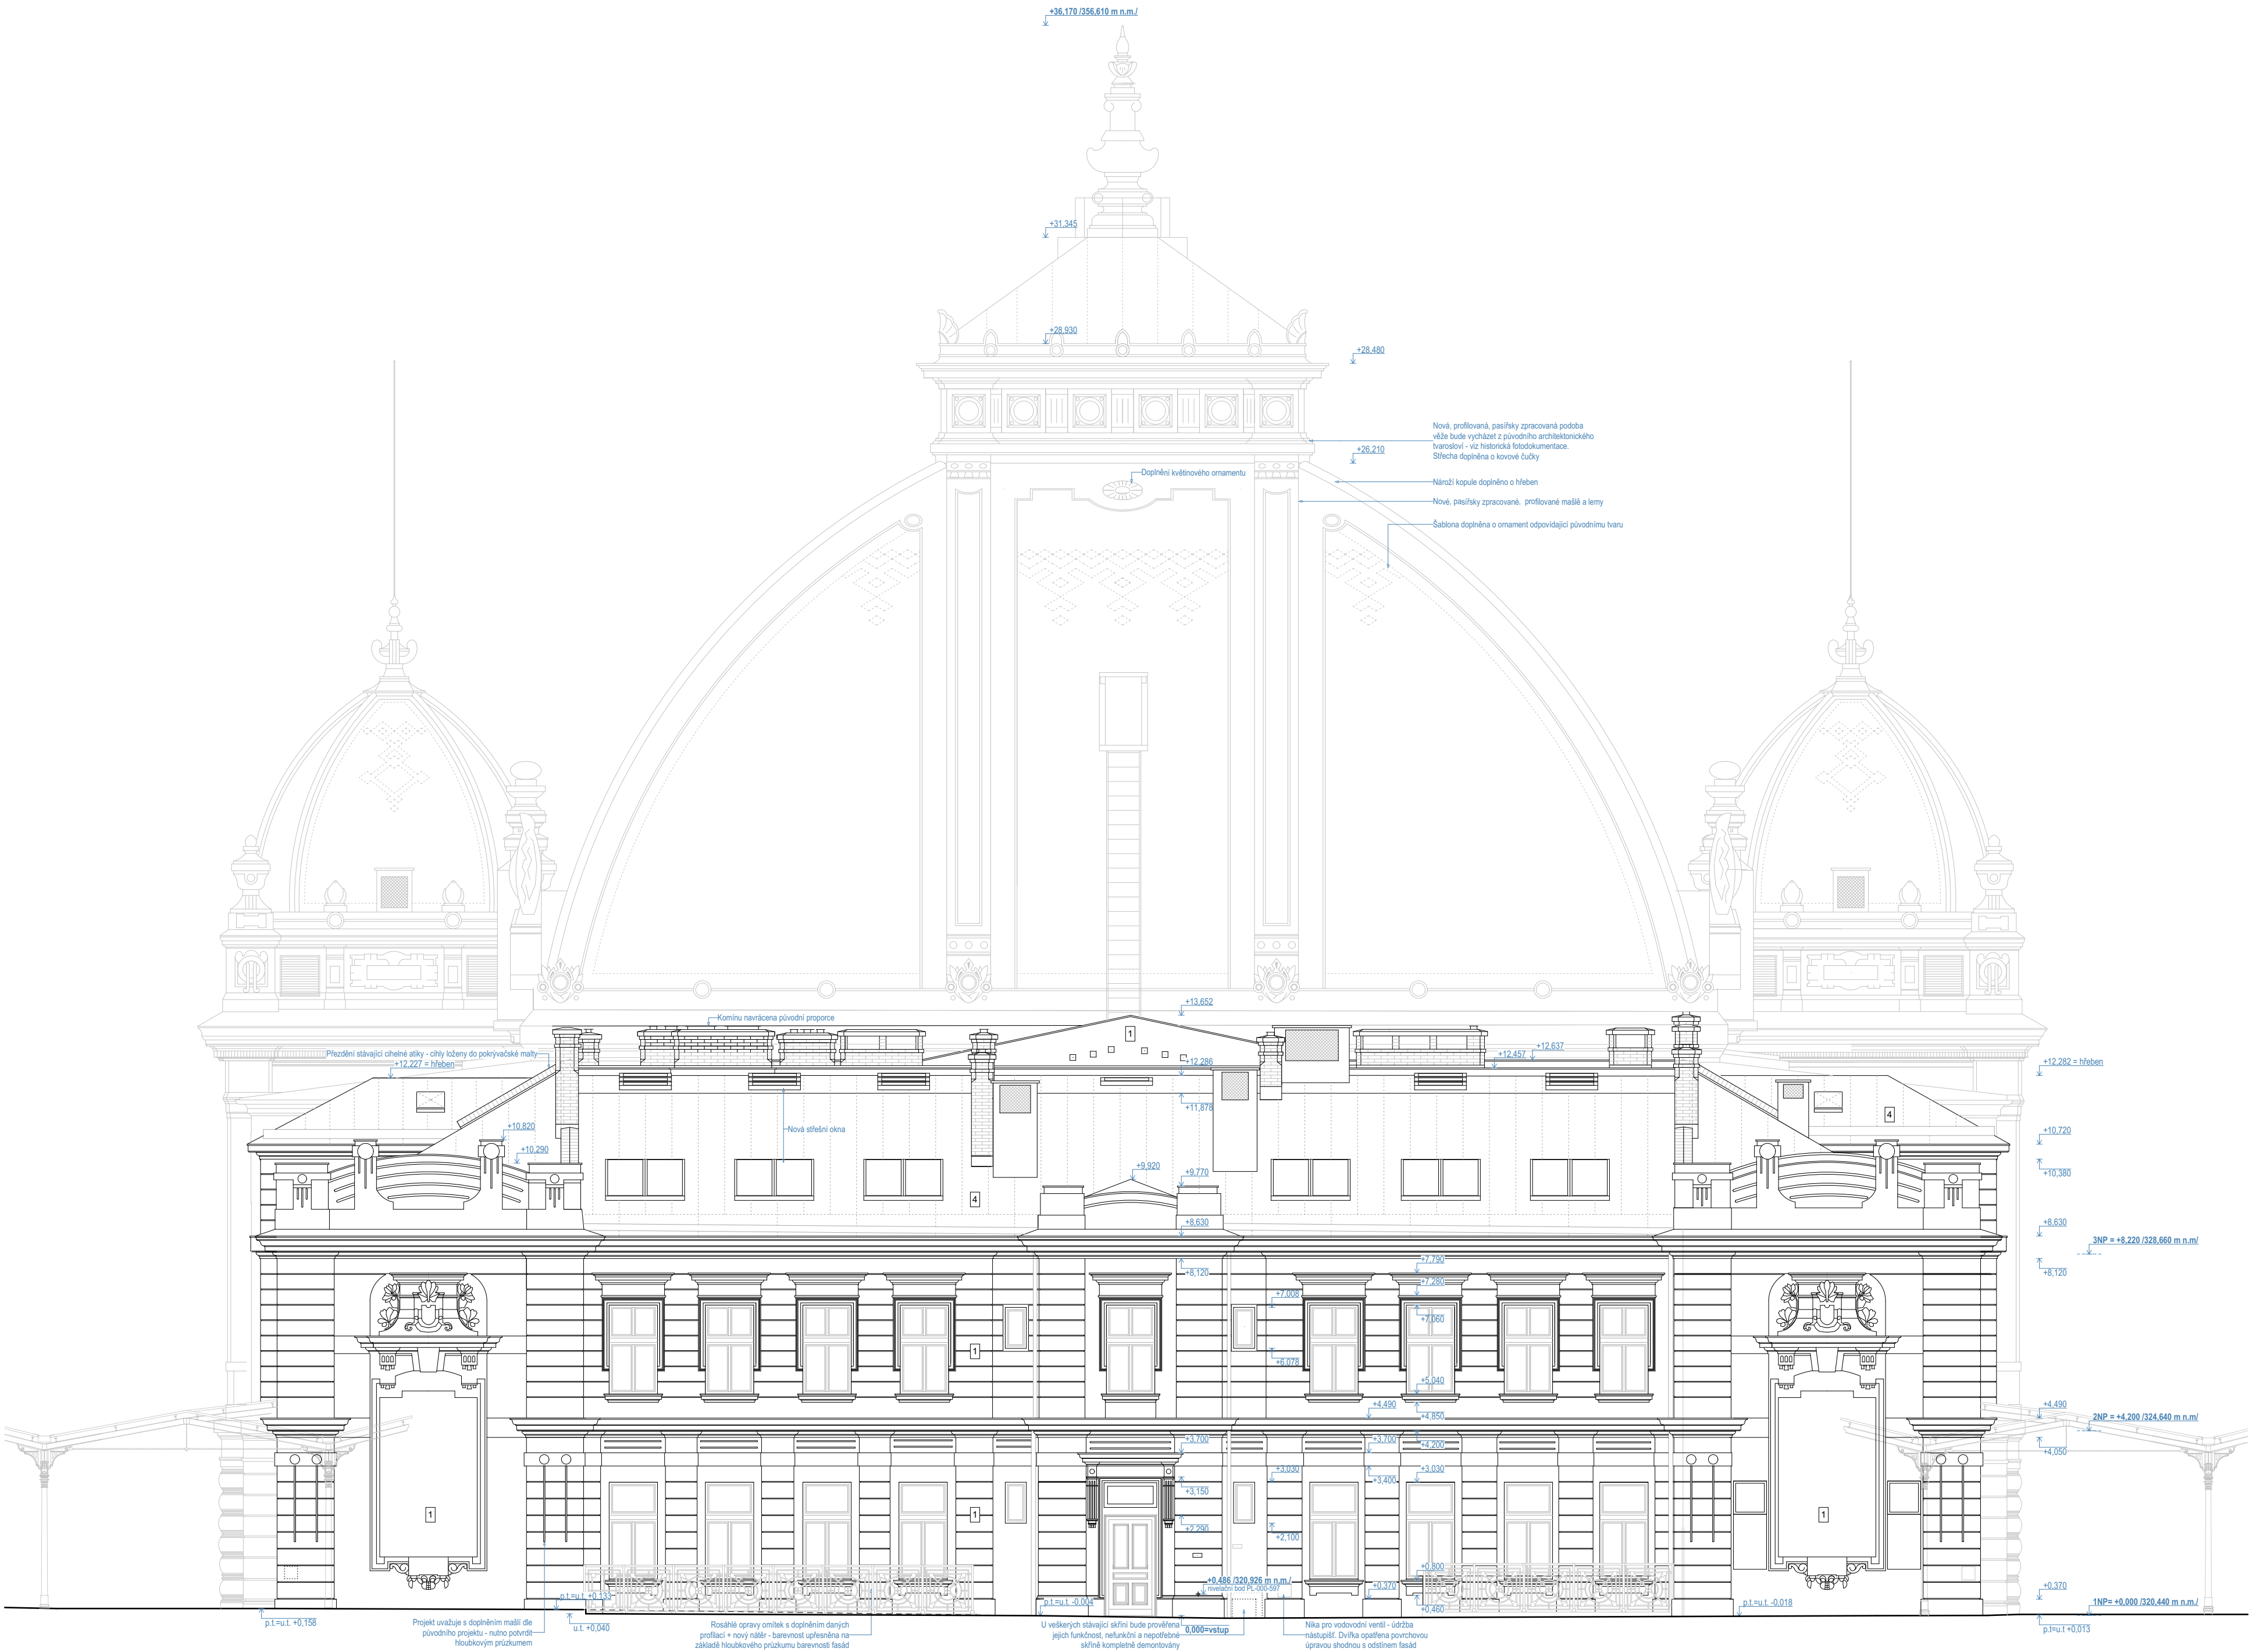 +36,170 /356,610 m n.m./
+31,345
+28,930
+28,480
Nová, profilovaná, pasířsky zpracovaná podoba
věže bude vycházet z původního architektonického
tvarosloví - viz historická fotodokumentace.
Střecha doplněna o kovové čučky
+26,210
Doplnění květinového ornamentu
Nároží kopule doplněno o hřeben
Nové, pasířsky zpracované, profilované mašlě a lemy
Šablona doplněna o ornament odpovídající původnímu tvaru
+13,652
Komínu navrácena původní proporce
1
Přezdění stávající cihelné atiky - cihly loženy do pokrývačské malty
+12,227 = hřeben
+12,286
+12,457
+12,637
+12,282 = hřeben
+11,878
4
+10,820
Nová střešní okna
+10,720
+10,290
+9,920
+9,770
+10,380
4
+8,630
+8,630
3NP = +8,220 /328,660 m n.m/
+7,790
+8,120
+8,120
+7,280
+7,008
+7,060
1
+6,078
+5,040
+4,490
+4,850
+4,490
2NP = +4,200 /324,640 m n.m/
+3,700
+3,700
+4,200
+4,050
+3,030
+3,030
+3,400
+3,150
1
1
1
+2,290
+2,100
+0,800
+0,486 /320,926 m n.m./
nivelační bod PL-000-597
+0,370
+0,370
p.t.=u.t. +0,133
p.t.=u.t. -0,004
+0,460
p.t.=u.t. -0,018
1NP= +0,000 /320,440 m n.m./
p.t.=u.t. +0,158
u.t. +0,040
0,000=vstup
p.t=u.t +0,013
Projekt uvažuje s doplněním mašlí dle
původního projektu - nutno potvrdit
hloubkovým průzkumem
Rosáhlé opravy omítek s doplněním daných
profilací + nový nátěr - barevnost upřesněna na
základě hloubkového průzkumu barevnosti fasád
U veškerých stávající skříní bude prověřena
jejich funkčnost, nefunkční a nepotřebné
skříně kompletně demontovány
Nika pro vodovodní ventil - údržba
nástupišť. Dvířka opatřena povrchovou
úpravou shodnou s odstínem fasád